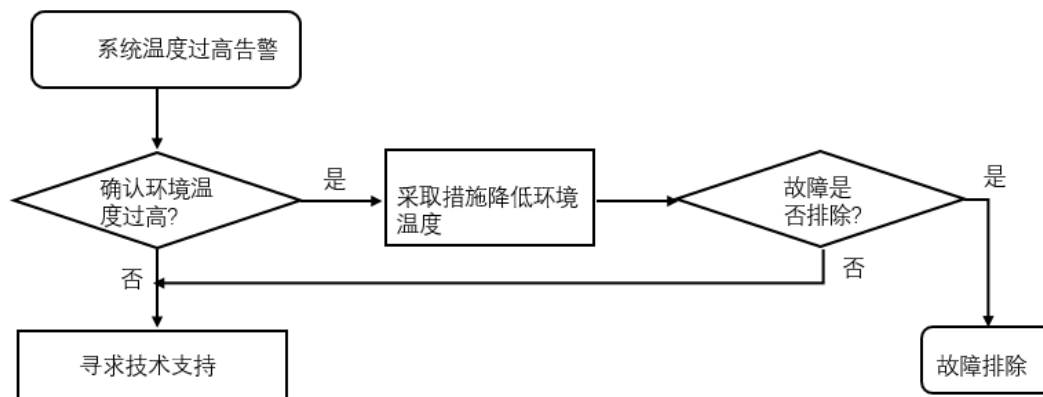 系统温度过高告警
确认环境温
度过高?
是
采取措施降低环境
温度
故障是
否排除?
是
否
否
寻求技术支持
故障排除